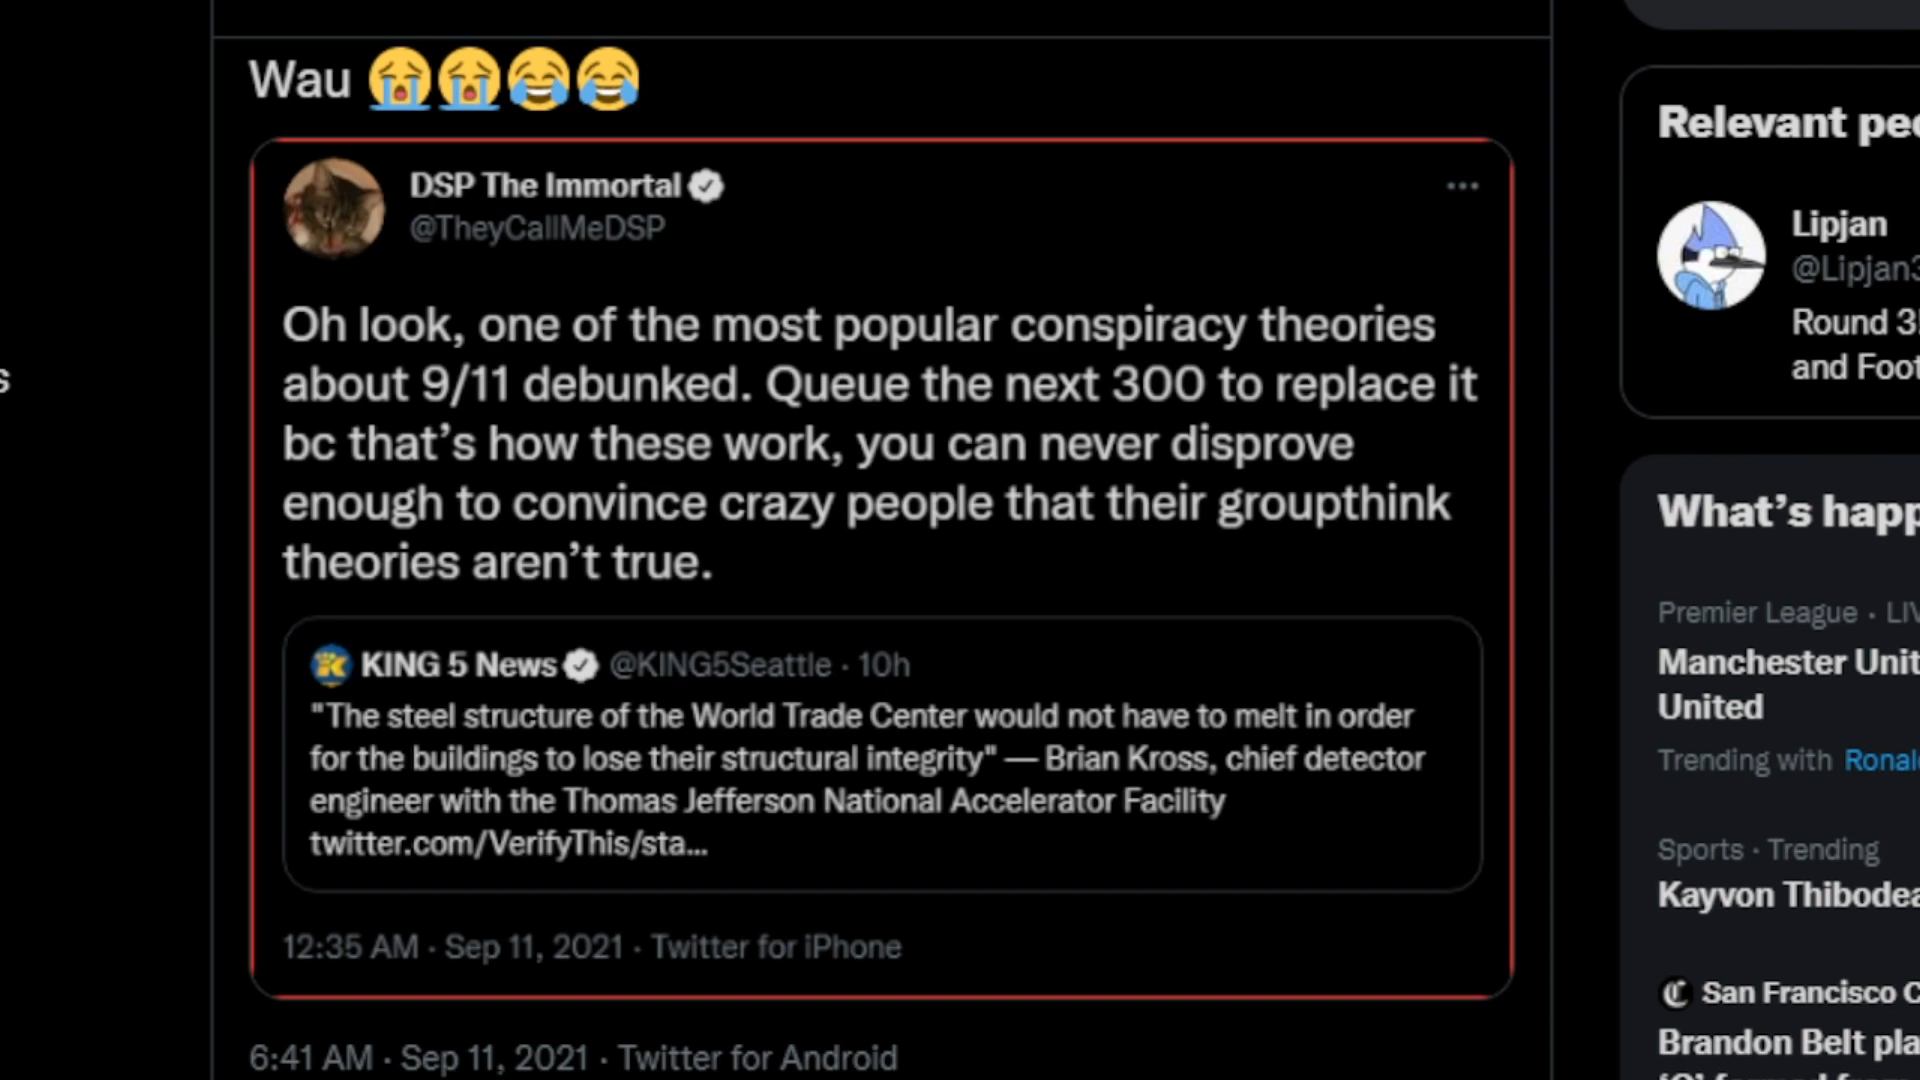 Wau 😭😭😂😂
DSP The Immortal
@TheyCallMeDSP
Oh look, one of the most popular conspiracy theories
about 9/11 debunked. Queue the next 300 to replace it
bc that's how these work, you can never disprove
enough to convince crazy people that their groupthink
theories aren't true.
KING 5 News @KING5Seattle · 10h
"The steel structure of the World Trade Center would not have to melt in order
for the buildings to lose their structural integrity" — Brian Kross, chief detector
engineer with the Thomas Jefferson National Accelerator Facility
twitter.com/VerifyThis/sta...
12:35 AM · Sep 11, 2021 · Twitter for iPhone
6:41 AM · Sep 11, 2021 · Twitter for Android
Relevant
Lipjan
@Lipjan3
Round 3
and Foot
What's happ
Premier League · LIV
Manchester Unit
United
Trending with Ronal
Sports · Trending
Kayvon Thibodea
San Francisco C
Brandon Belt pla